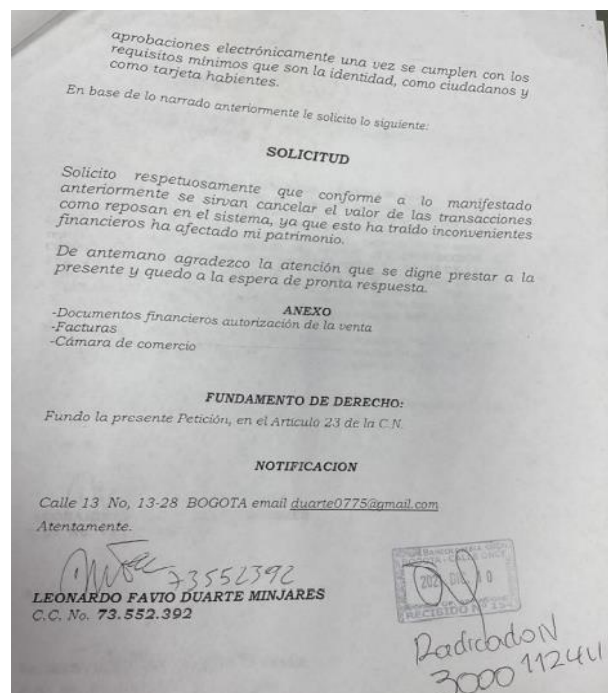 aprobaciones electrónicamente una vez se cumplen con los
requisitos mínimos que son la identidad, como ciudadanos y
como tarjeta habientes.
En base de lo narrado anteriormente le solicito lo siguiente:
SOLICITUD
Solicito respetuosamente que conforme a lo manifestado
anteriormente se sirvan cancelar el valor de las transacciones
como reposan en el sistema, ya que esto ha traído inconvenientes
financieros ha afectado mi patrimonio.
De antemano agradezco la atención que se digne prestar a la
presente y quedo a la espera de pronta respuesta.
ANEXO
-Documentos financieros autorización de la venta
-Facturas
-Cámara de comercio
FUNDAMENTO DE DERECHO:
Fundo la presente Petición, en el Articulo 23 de la C.N.
NOTIFICACION
Calle 13 No, 13-28 BOGOTA email duarte0775@gmail.com
Atentamente.
73552392
LEONARDO FAVIO DUARTE MINJARES
C.C. No. 73.552.392
DIC. 10
RECIBIDO
Radicado N
3000 11244